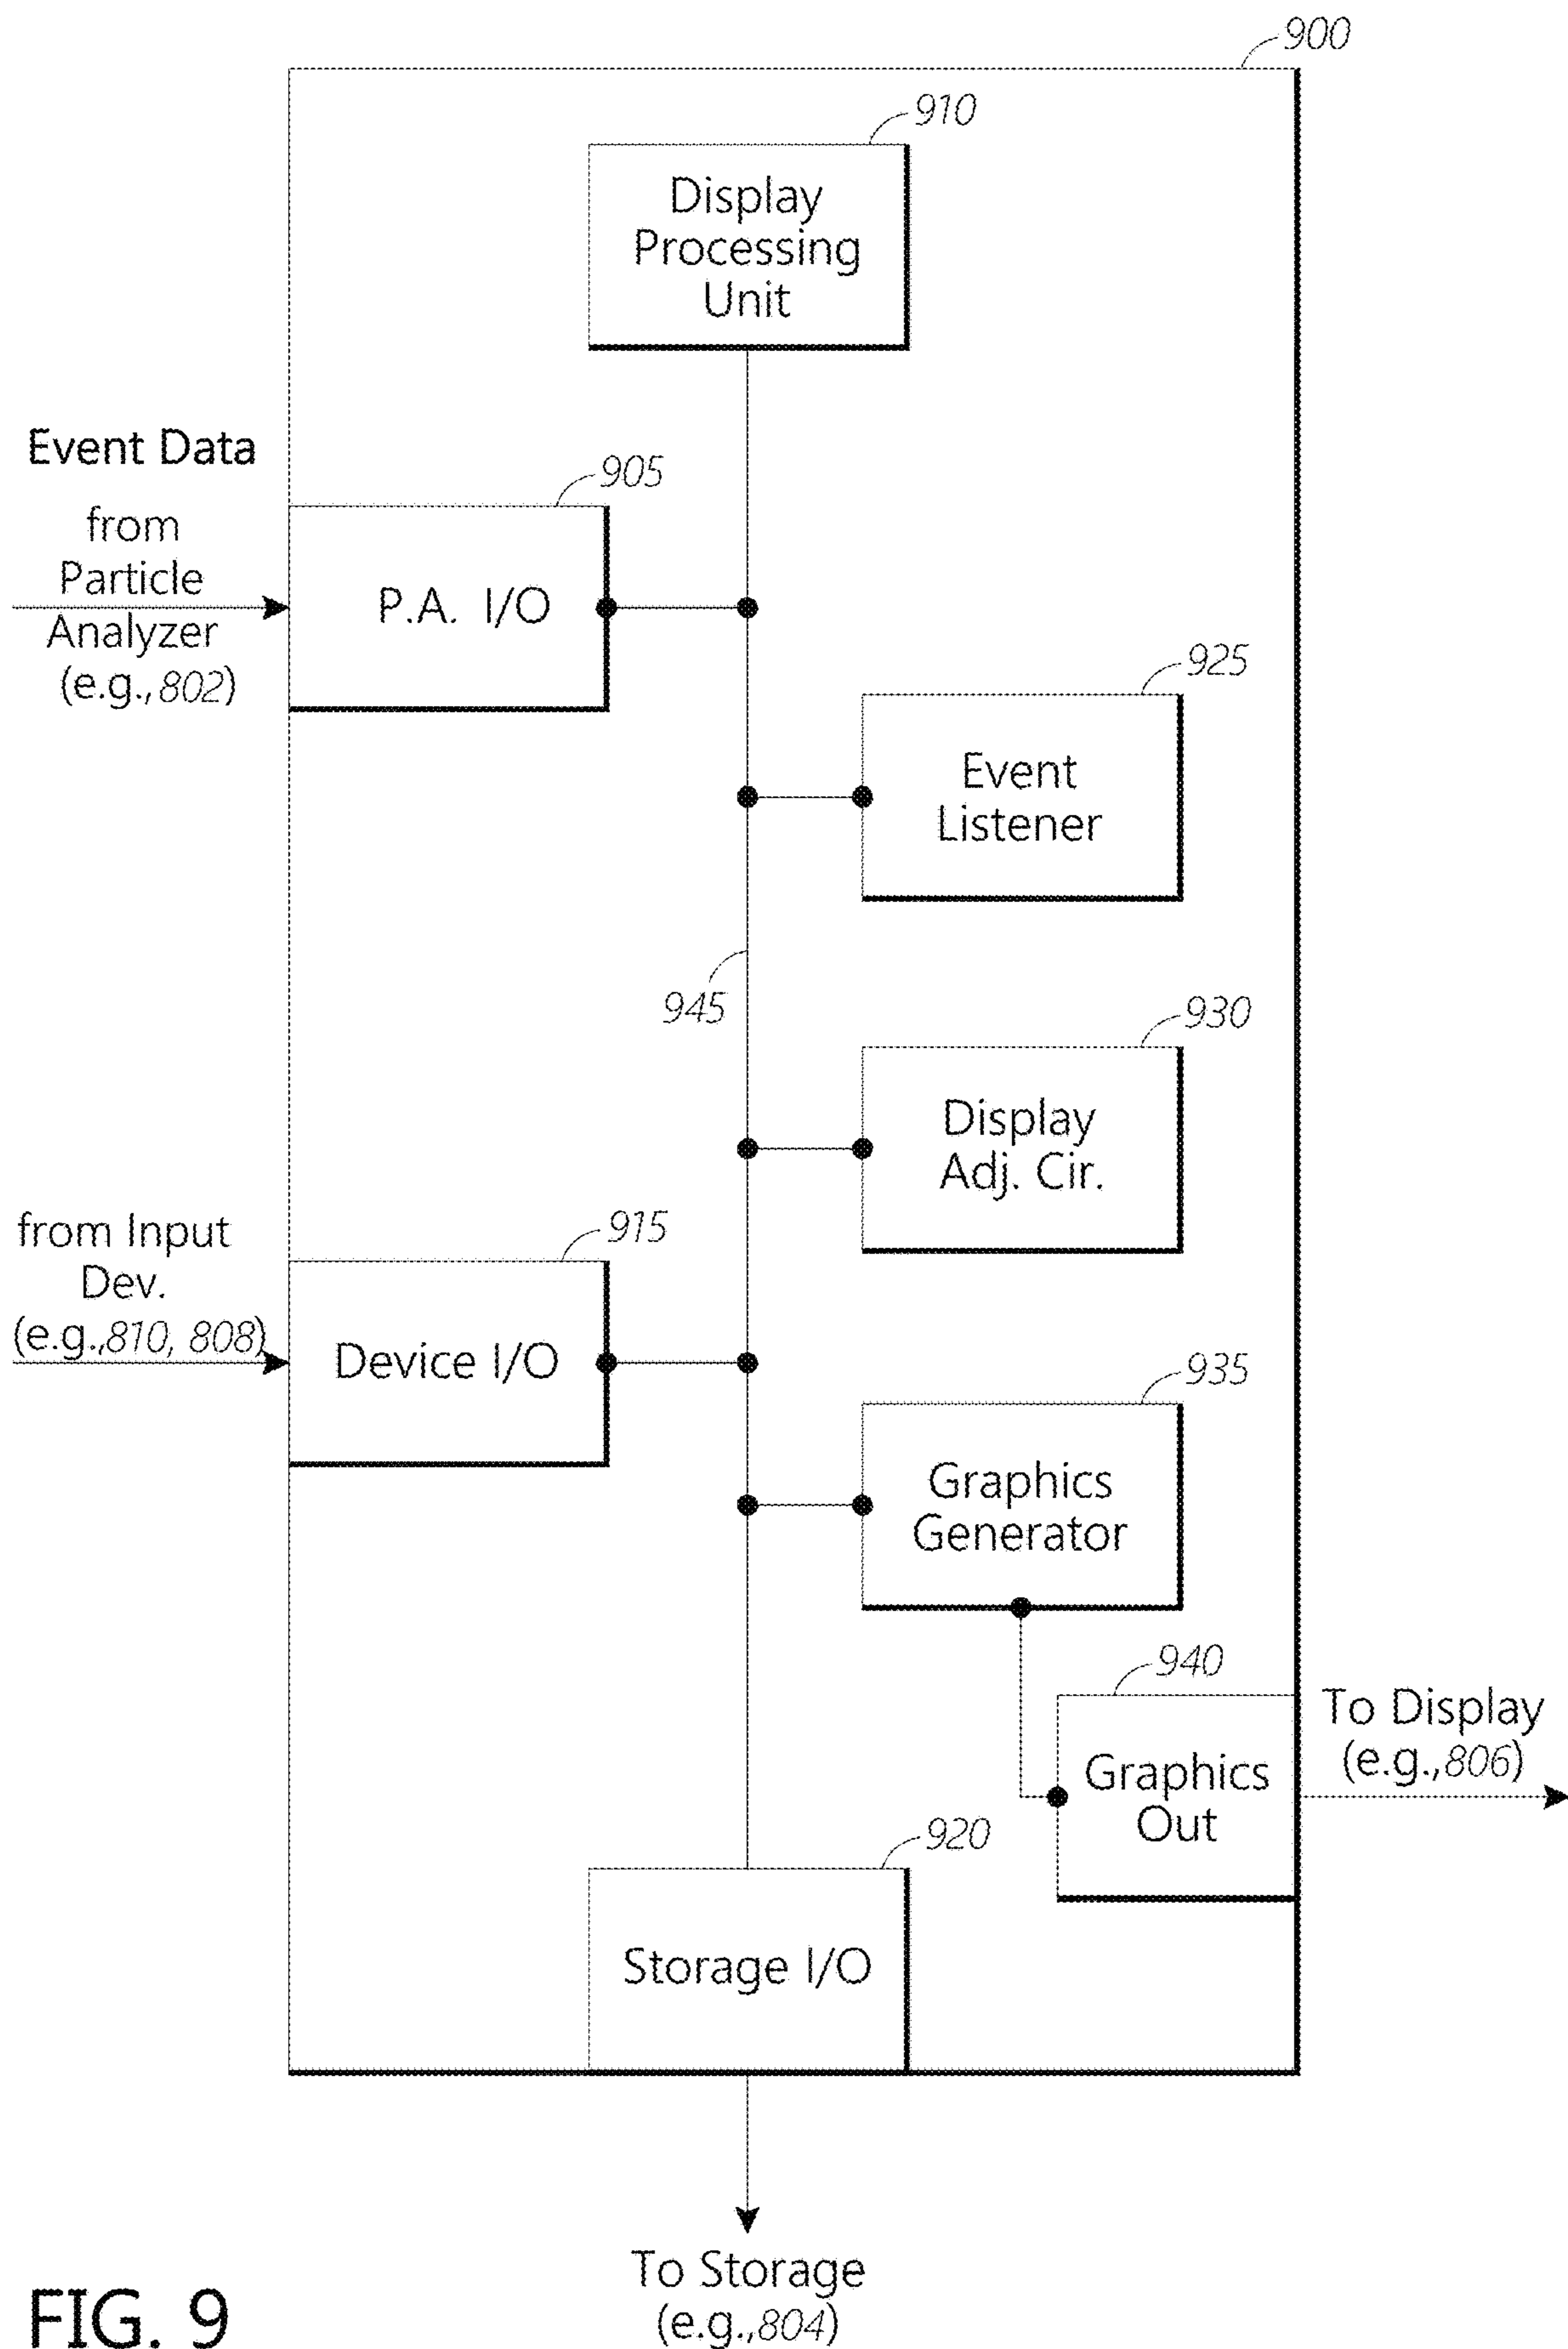 900
910
Display
Processing
Unit
Event Data
from
Particle
Analyzer
(e.g., 802)
905
P.A. I/O
925
Event
Listener
945
930
Display
Adj. Cir.
from Input
Dev.
(e.g., 810, 808)
915
Device I/O
935
Graphics
Generator
940
Graphics
Out
To Display
(e.g., 806)
920
Storage I/O
To Storage
(e.g., 804)
FIG. 9